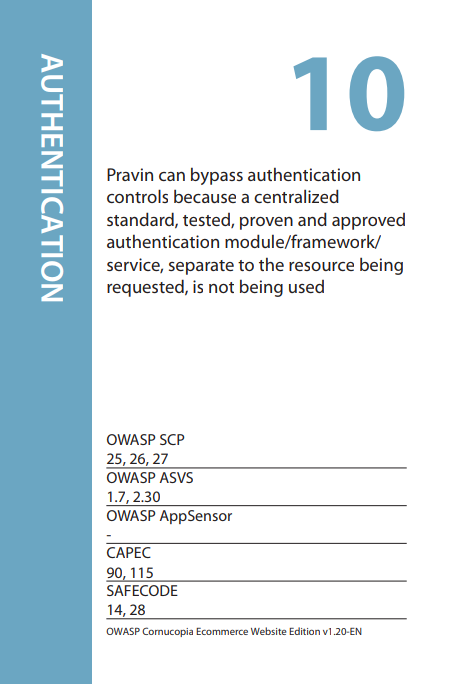 AUTHENTICATION
10
Pravin can bypass authentication
controls because a centralized
standard, tested, proven and approved
authentication module/framework/
service, separate to the resource being
requested, is not being used
OWASP SCP
25, 26, 27
OWASP ASVS
1.7, 2.30
OWASP AppSensor
-
CAPEC
90, 115
SAFECODE
14, 28
OWASP Cornucopia Ecommerce Website Edition v1.20-EN